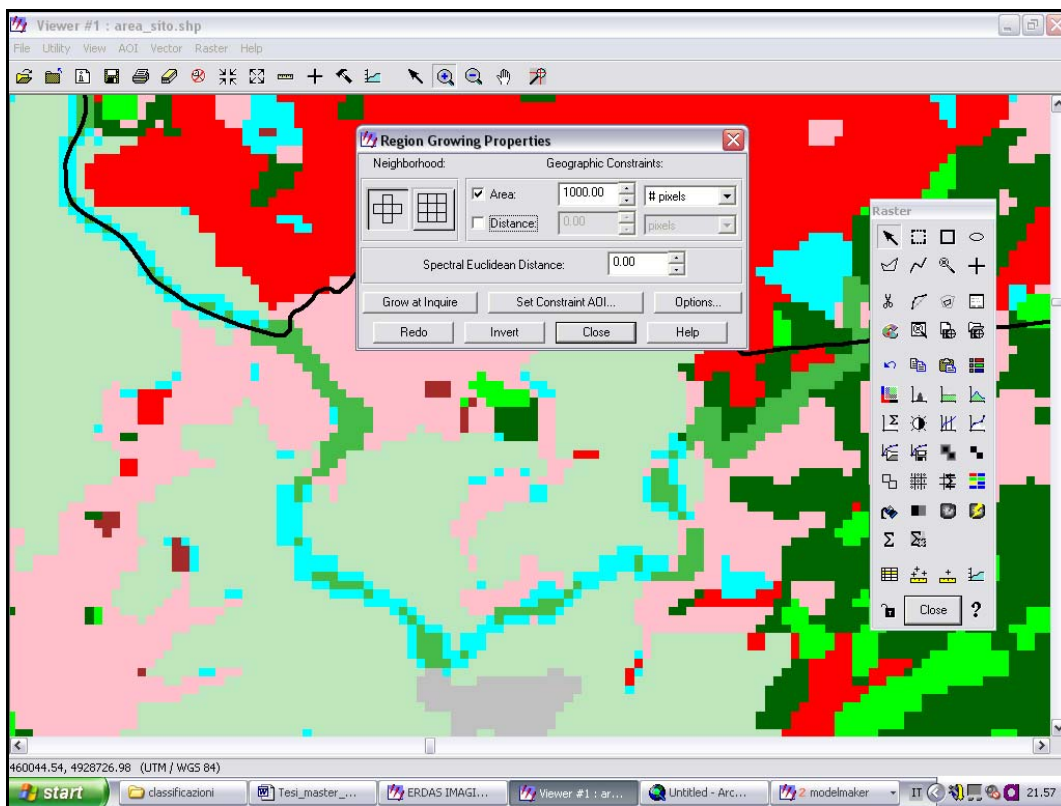 Viewer #1 : area_sito.shp
File Utility View AOI Vector Raster Help
Region Growing Properties
Neighborhood: Geographic Constraints:
Area: 1000.00 # pixels
Distance: 0.00 pixels
Spectral Euclidean Distance: 0.00
Grow at Inquire Set Constraint AOI... Options...
Redo Invert Close Help
Raster
Close ?
460044.54, 4928726.98 (UTM / WGS 84)
start classificazioni Tesi_master_... ERDAS IMAGI... Viewer #1 : ar... Untitled - Arc... 2 modelmaker IT 21.57